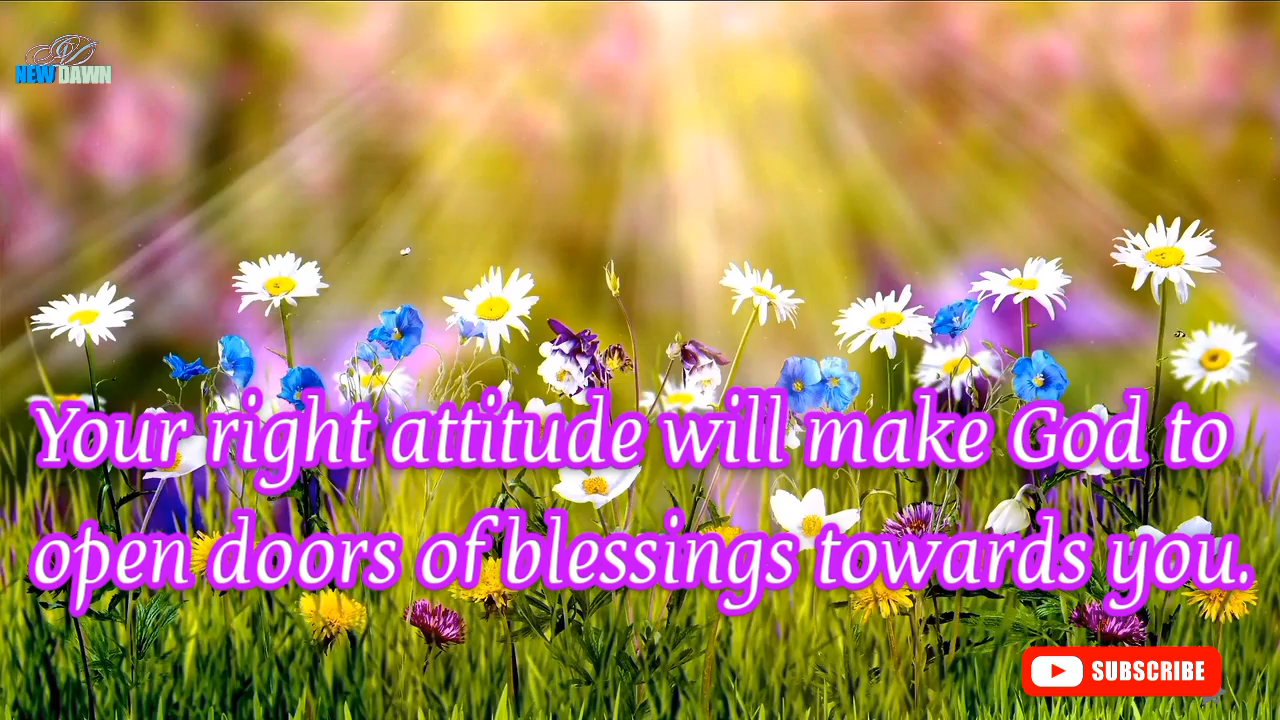 NEW DAWN
Your right attitude will make God to
open doors of blessings towards you.
SUBSCRIBE